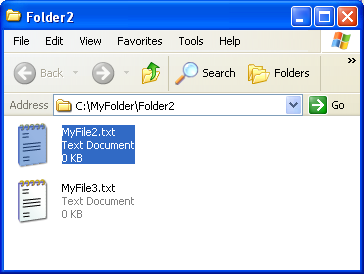 Folder2
File Edit View Favorites Tools Help
Back Search Folders
Address C:\MyFolder\Folder2 Go
MyFile2.txt
Text Document
0 KB
MyFile3.txt
Text Document
0 KB